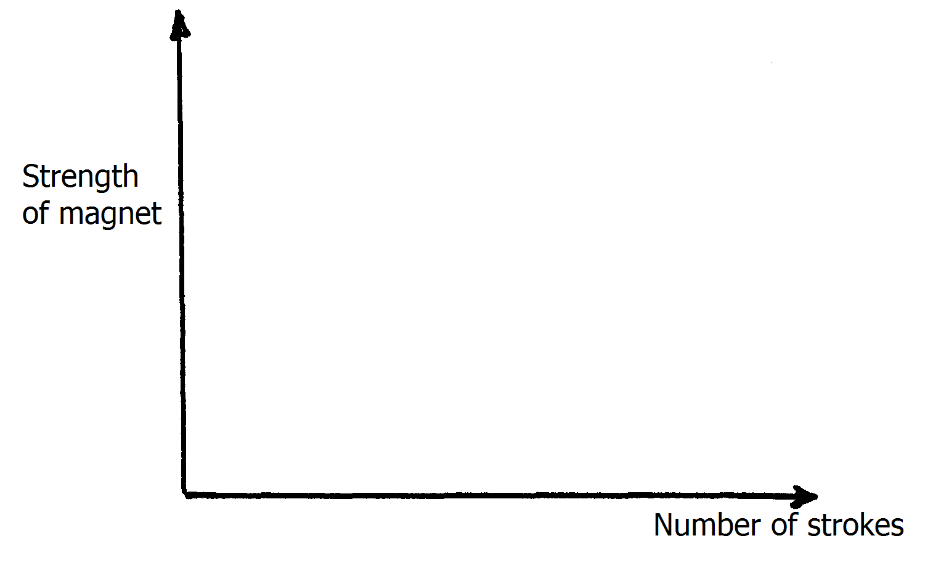 Strength
of magnet
Number of strokes